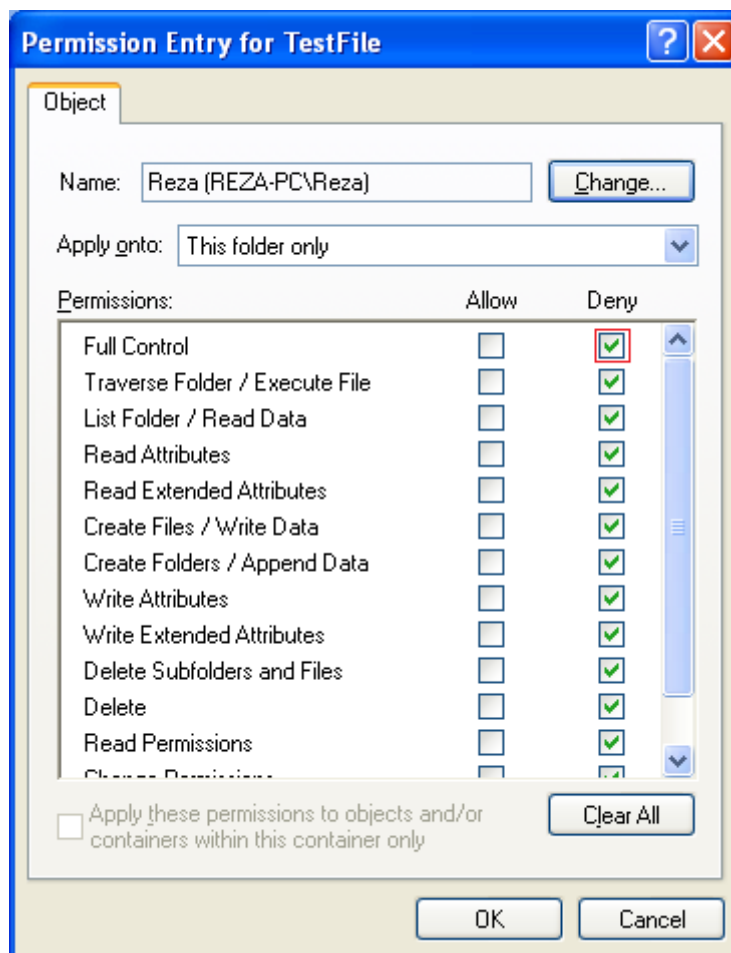 Permission Entry for TestFile
Object
Name: Reza (REZA-PC\Reza) Change...
Apply onto: This folder only
Permissions: Allow Deny
Full Control
Traverse Folder / Execute File
List Folder / Read Data
Read Attributes
Read Extended Attributes
Create Files / Write Data
Create Folders / Append Data
Write Attributes
Write Extended Attributes
Delete Subfolders and Files
Delete
Read Permissions
Change Permissions
Apply these permissions to objects and/or
containers within this container only
Clear All
OK Cancel